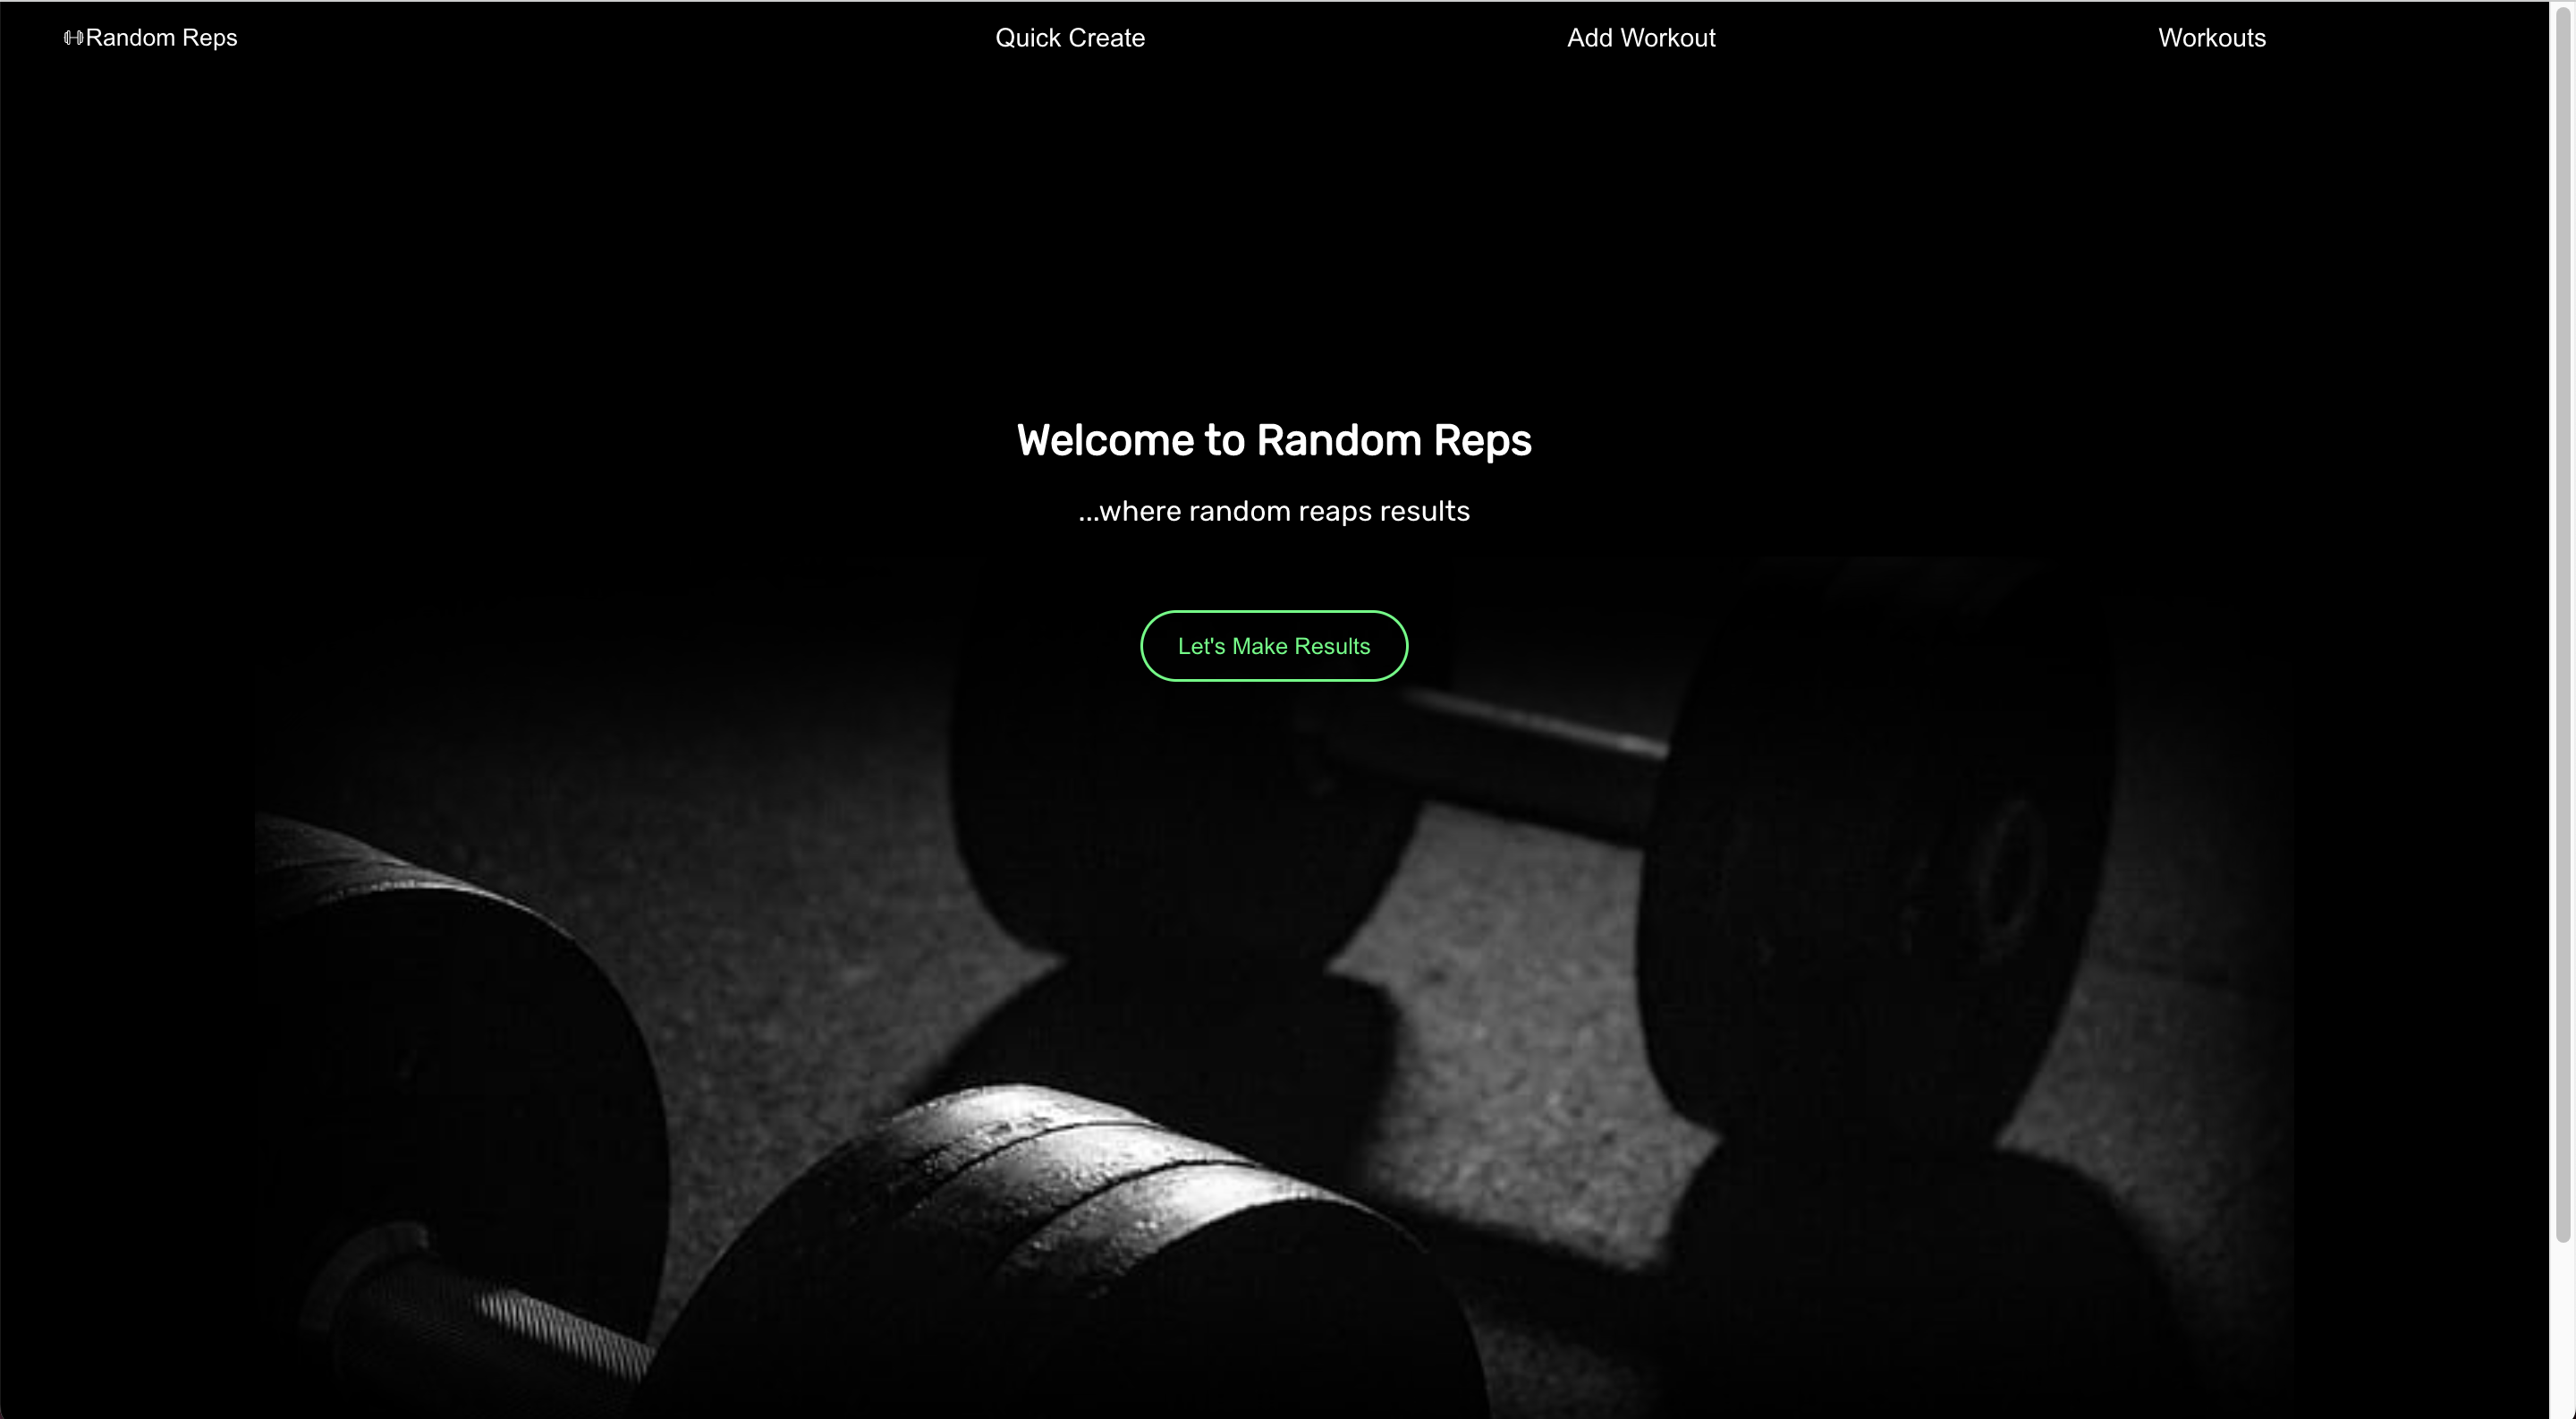 Random Reps
Quick Create
Add Workout
Workouts
Welcome to Random Reps
...where random reaps results
Let's Make Results